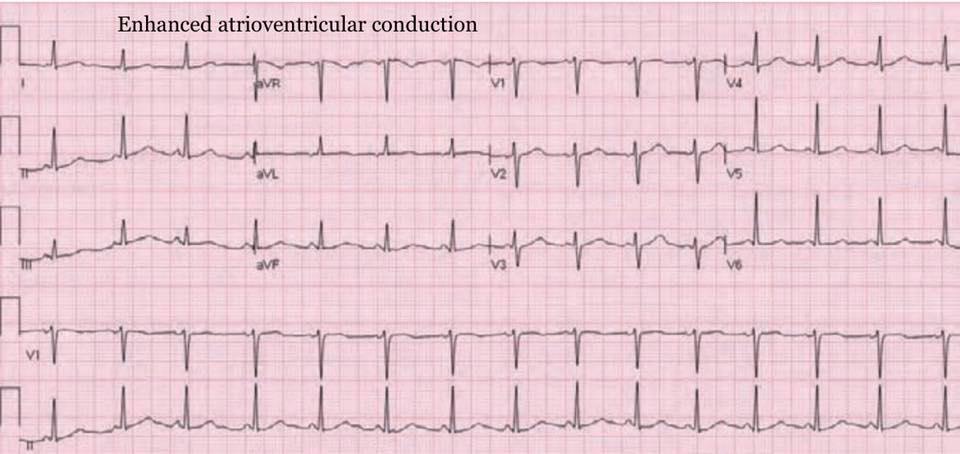 Enhanced atrioventricular conduction
I
aVR
V1
V4
II
aVL
V2
V5
III
aVF
V3
V6
V1
II